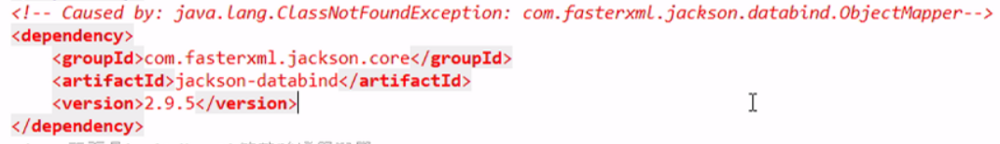 <!-- Caused by: java.lang.ClassNotFoundException: com.fasterxml.jackson.databind.ObjectMapper-->
<dependency>
    <groupId>com.fasterxml.jackson.core</groupId>
    <artifactId>jackson-databind</artifactId>
    <version>2.9.5</version>
</dependency>